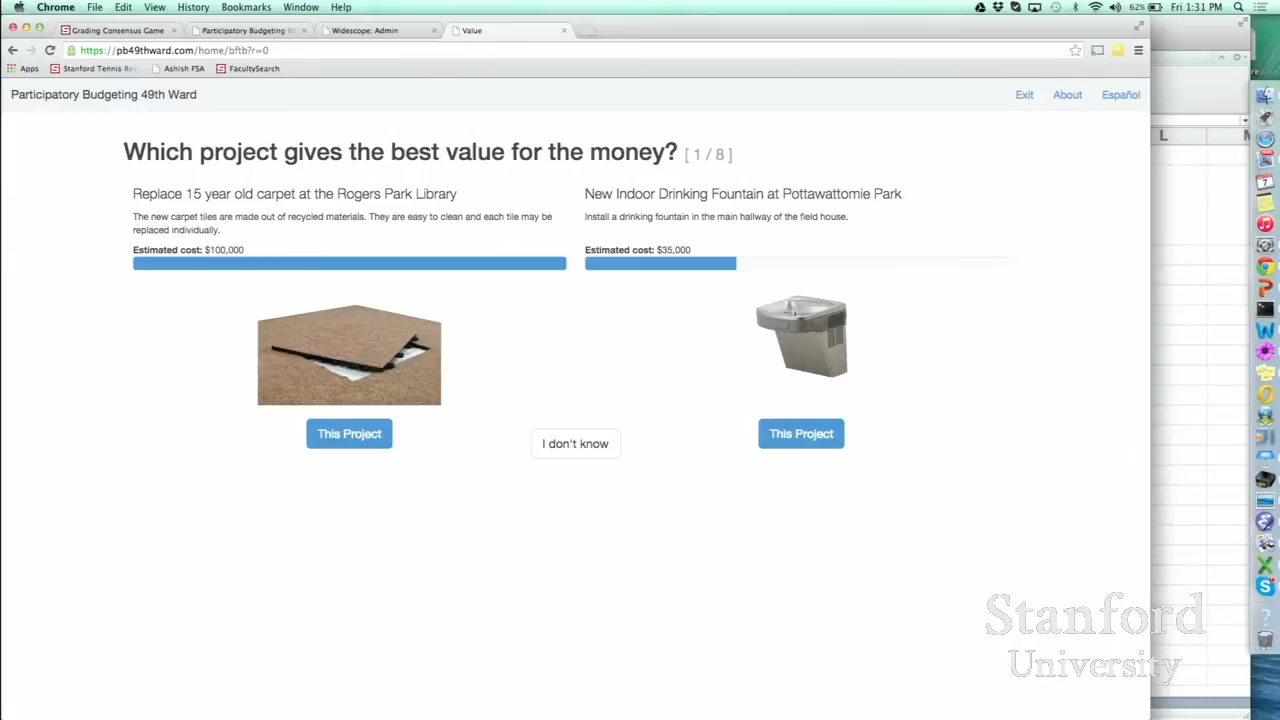 Chrome File Edit View History Bookmarks Window Help
62% Fri 1:31 PM
Grading Consensus Game
Participatory Budgeting V
Widescope: Admin
Value
https://pb49thward.com/home/bftb?r=0
Apps Stanford Tennis Re Ashish FSA FacultySearch
Participatory Budgeting 49th Ward
Exit About Español
Which project gives the best value for the money? [ 1 / 8 ]
Replace 15 year old carpet at the Rogers Park Library
The new carpet tiles are made out of recycled materials. They are easy to clean and each tile may be
replaced individually.
Estimated cost: $100,000
This Project
New Indoor Drinking Fountain at Pottawattomie Park
Install a drinking fountain in the main hallway of the field house.
Estimated cost: $35,000
This Project
I don't know
L
Stanford
University